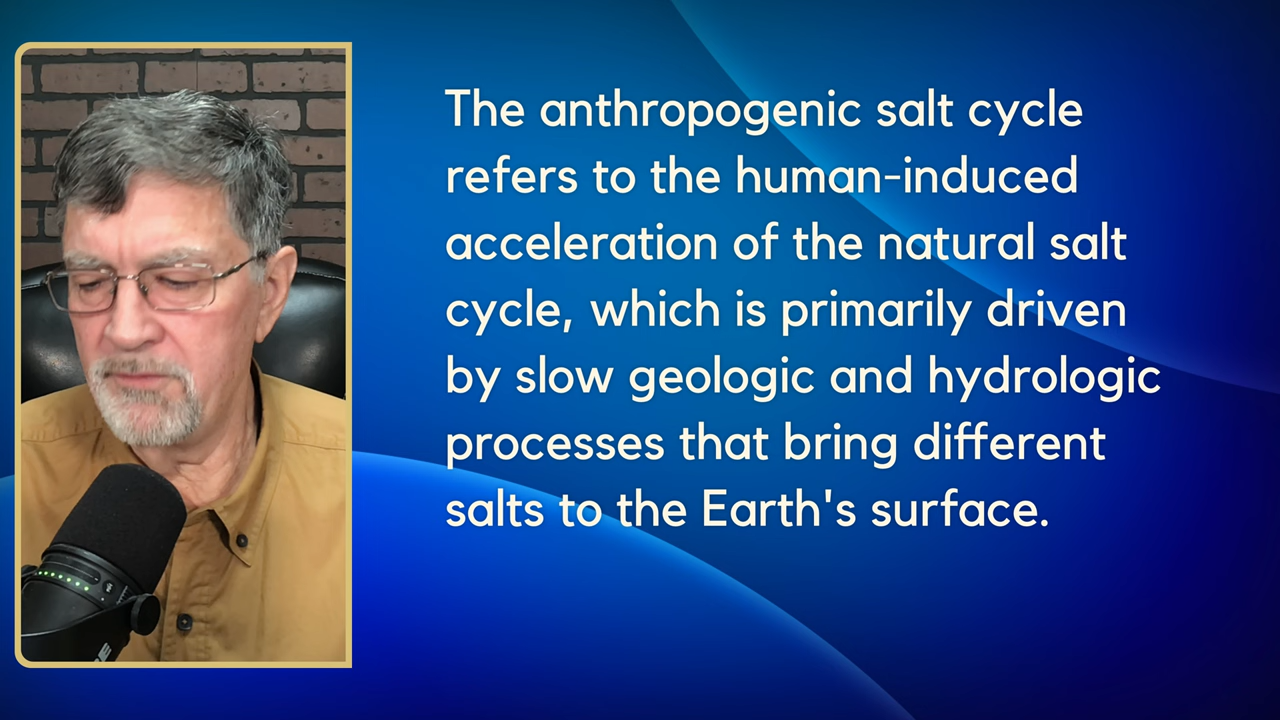 The anthropogenic salt cycle
refers to the human-induced
acceleration of the natural salt
cycle, which is primarily driven
by slow geologic and hydrologic
processes that bring different
salts to the Earth's surface.